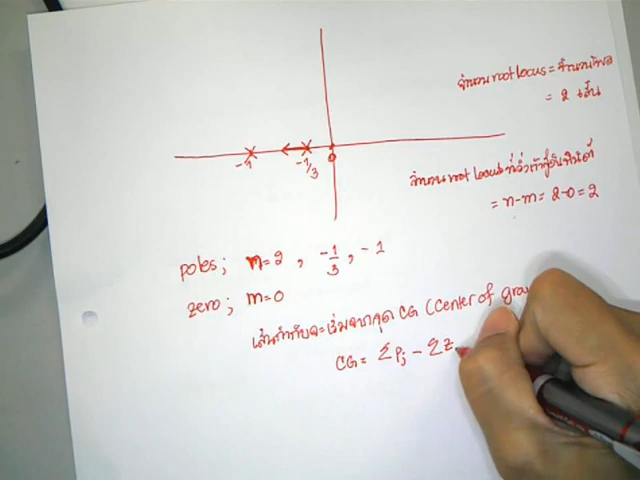 จำนวน root locus = จำนวนโพล
= 2 เส้น
-1
-1/3
0
จำนวน root locus ที่วิ่งเข้าสู่อินฟินิตี้
= n-m = 2-0 = 2
poles ; n = 2 , -1/3 , -1
zero ; m = 0
เส้นกำกับจะเริ่มจากจุด CG (Center of grav
CG = Σ Pj - Σ Z